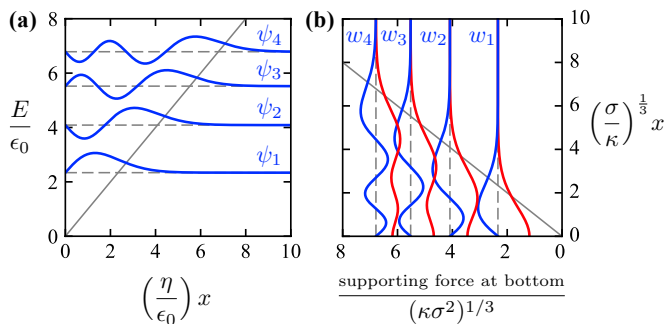 (a)
8
6
4
2
0
E
ϵ₀
ψ₄
ψ₃
ψ₂
ψ₁
0 2 4 6 8 10
(η/ϵ₀) x
(b)
w₄ w₃ w₂ w₁
10
8
6
4
2
0
(σ/κ)^{1/3} x
8 6 4 2 0
supporting force at bottom
(κσ²)^{1/3}